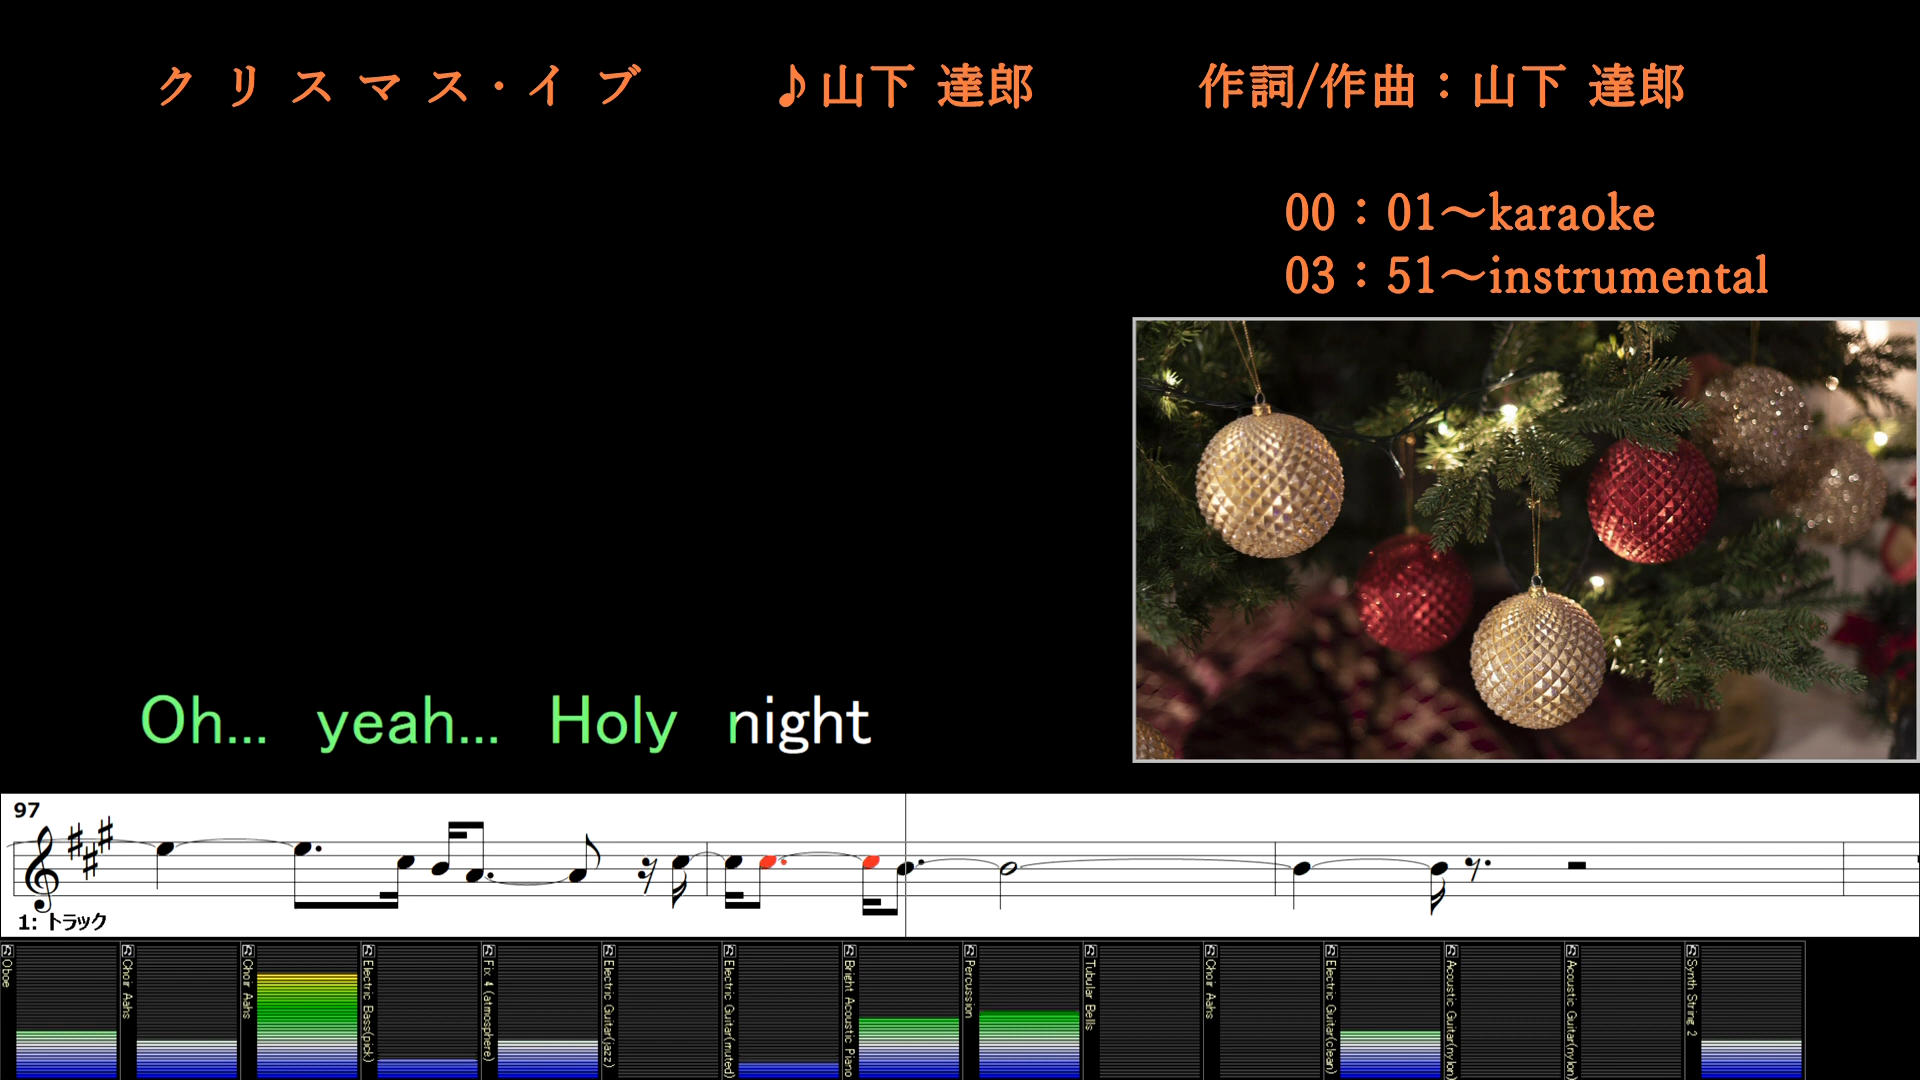 クリスマス・イブ ♪山下 達郎 作詞/作曲：山下 達郎
00：01～karaoke
03：51～instrumental
Oh... yeah... Holy night
97
1: トラック
Oboe
Choir Aahs
Choir Aahs
Electric Bass(pick)
Fix 4 (atmosphere)
Electric Guitar(jazz)
Electric Guitar(muted)
Bright Acoustic Piano
Percussion
Tubular Bells
Choir Aahs
Electric Guitar(clean)
Acoustic Guitar(nylon)
Acoustic Guitar(nylon)
Synth String 2